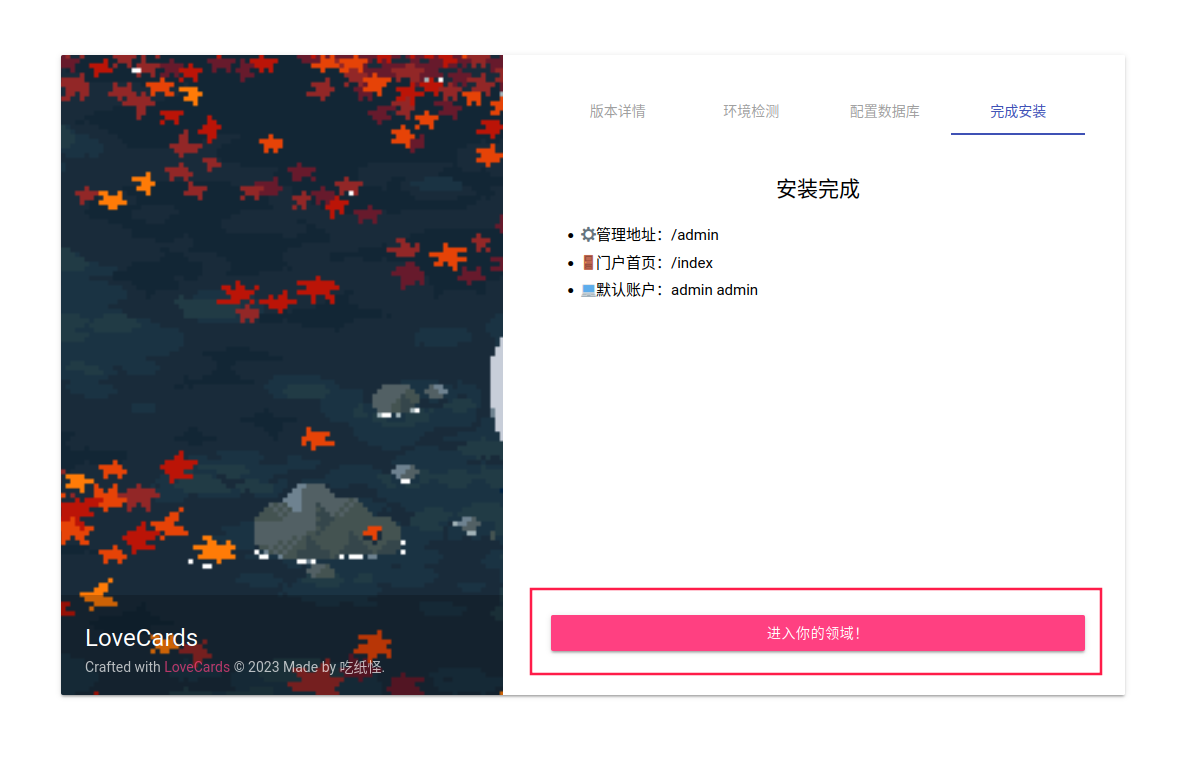 版本详情
环境检测
配置数据库
完成安装
安装完成
管理地址：/admin
门户首页：/index
默认账户：admin admin
进入你的领域！
LoveCards
Crafted with LoveCards © 2023 Made by 吃纸怪.